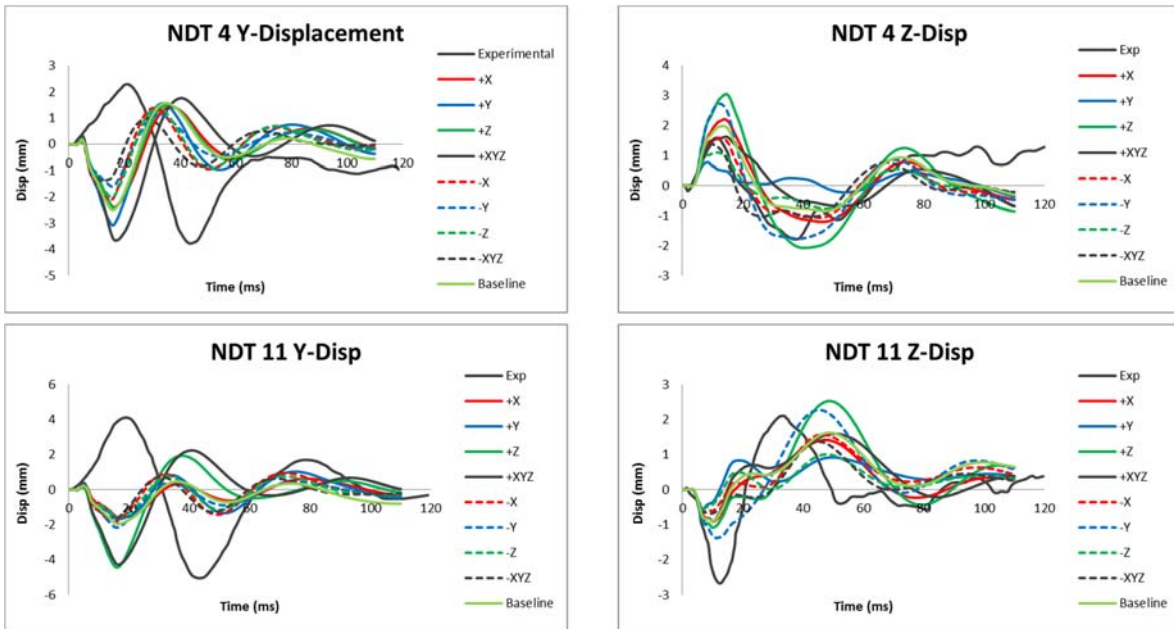 NDT 4 Y-Displacement
Disp (mm)
3
2
1
0
-1
-2
-3
-4
-5
0
20
40
60
80
100
120
Time (ms)
Experimental
+X
+Y
+Z
+XYZ
-X
-Y
-Z
-XYZ
Baseline
NDT 4 Z-Disp
Disp (mm)
4
3
2
1
0
-1
-2
-3
0
20
40
60
80
100
120
Time (ms)
Exp
+X
+Y
+Z
+XYZ
-X
-Y
-Z
-XYZ
Baseline
NDT 11 Y-Disp
Disp (mm)
6
4
2
0
-2
-4
-6
0
20
40
60
80
100
120
Time (ms)
Exp
+X
+Y
+Z
+XYZ
-X
-Y
-Z
-XYZ
Baseline
NDT 11 Z-Disp
Disp (mm)
3
2
1
0
-1
-2
-3
0
20
40
60
80
100
120
Time (ms)
Exp
+X
+Y
+Z
+XYZ
-X
-Y
-Z
-XYZ
Baseline